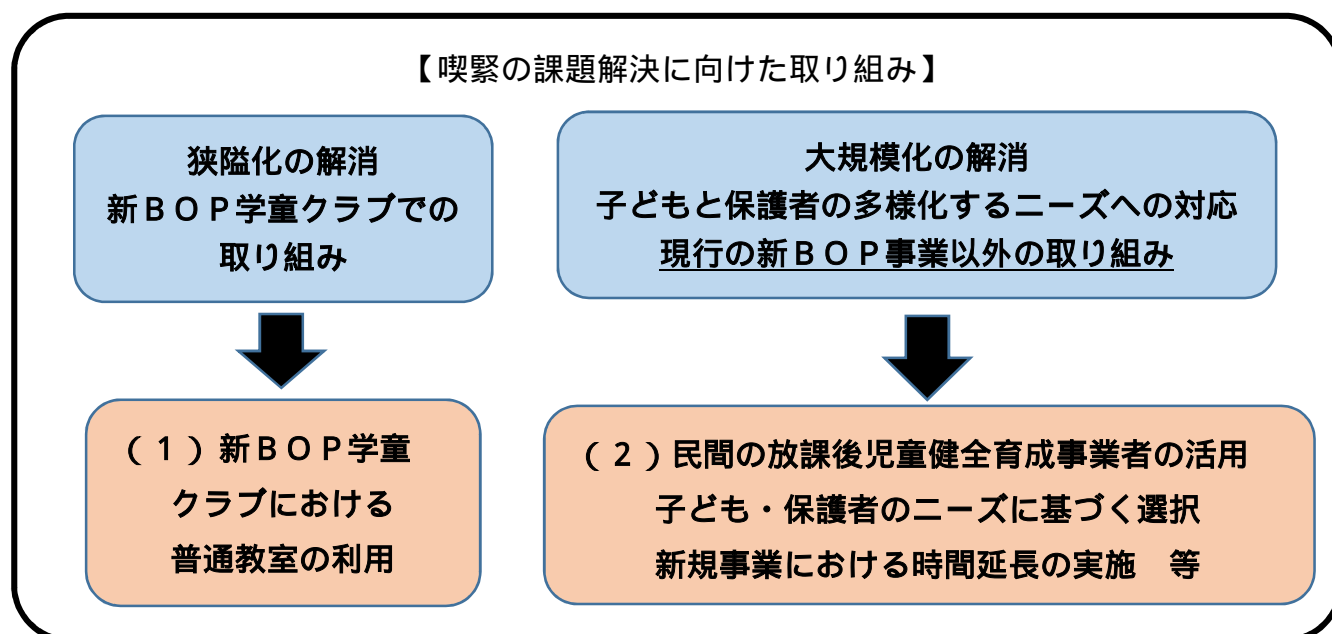 【喫緊の課題解決に向けた取り組み】
狭隘化の解消
新ＢＯＰ学童クラブでの
取り組み
大規模化の解消
子どもと保護者の多様化するニーズへの対応
現行の新ＢＯＰ事業以外の取り組み
（１）新ＢＯＰ学童
クラブにおける
普通教室の利用
（２）民間の放課後児童健全育成事業者の活用
子ども・保護者のニーズに基づく選択
新規事業における時間延長の実施　等